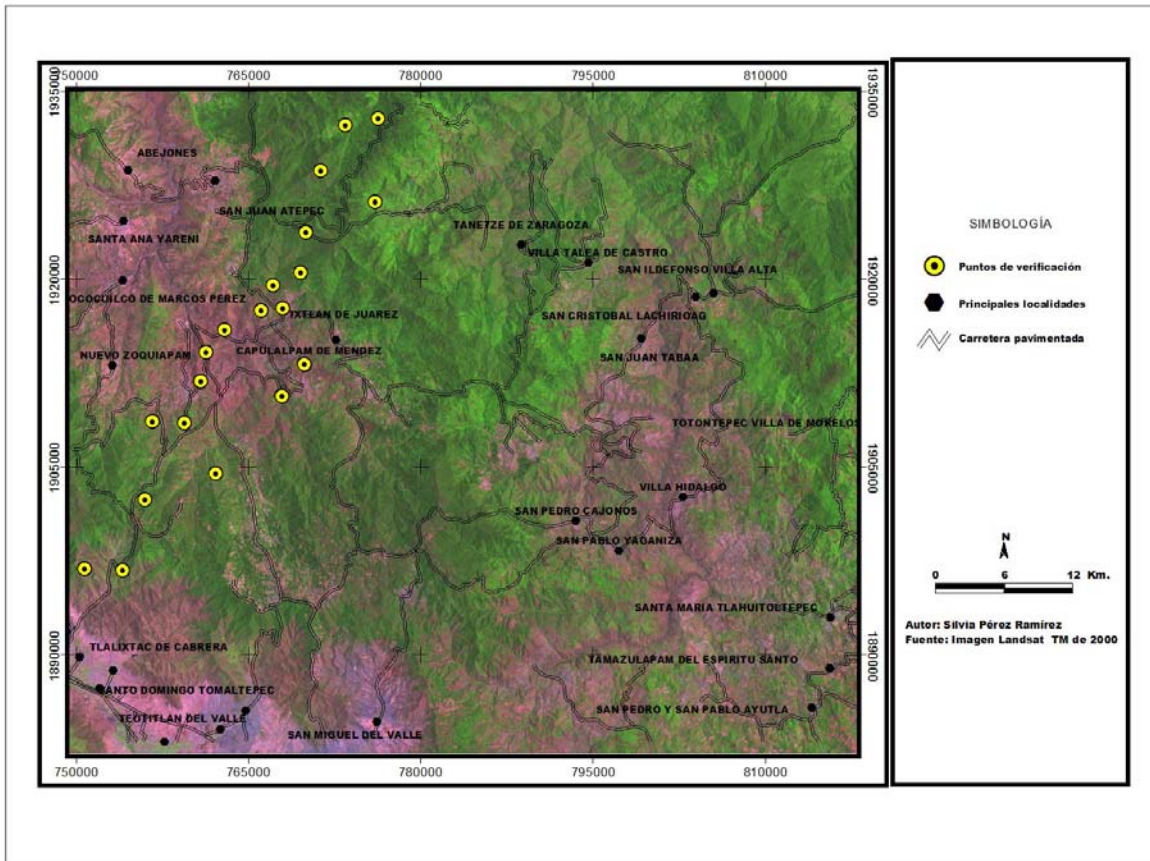 750000
765000
780000
795000
810000
1935000
1935000
ABEJONES
SAN JUAN ATEPEC
SANTA ANA YARENI
TANETZE DE ZARAGOZA
VILLA TALEA DE CASTRO
SAN ILDEFONSO VILLA ALTA
1920000
1920000
OCOCUILCO DE MARCOS PEREZ
IXTLAN DE JUAREZ
SAN CRISTOBAL LACHIRIOAG
NUEVO ZOQUIAPAM
CAPULALPAM DE MENDEZ
SAN JUAN TABAA
TOTONTEPEC VILLA DE MORELOS
1905000
1905000
VILLA HIDALGO
SAN PEDRO CAJONOS
SAN PABLO YAGANIZA
SANTA MARIA TLAHUITOLTEPEC
TLALIXTAC DE CABRERA
TAMAZULAPAM DEL ESPIRITU SANTO
1890000
1890000
SANTO DOMINGO TOMALTEPEC
TEOTITLAN DEL VALLE
SAN MIGUEL DEL VALLE
SAN PEDRO Y SAN PABLO AYUTLA
750000
765000
780000
795000
810000
SIMBOLOGÍA
Puntos de verificación
Principales localidades
Carretera pavimentada
N
0 6 12 Km.
Autor: Silvia Pérez Ramírez
Fuente: Imagen Landsat TM de 2000